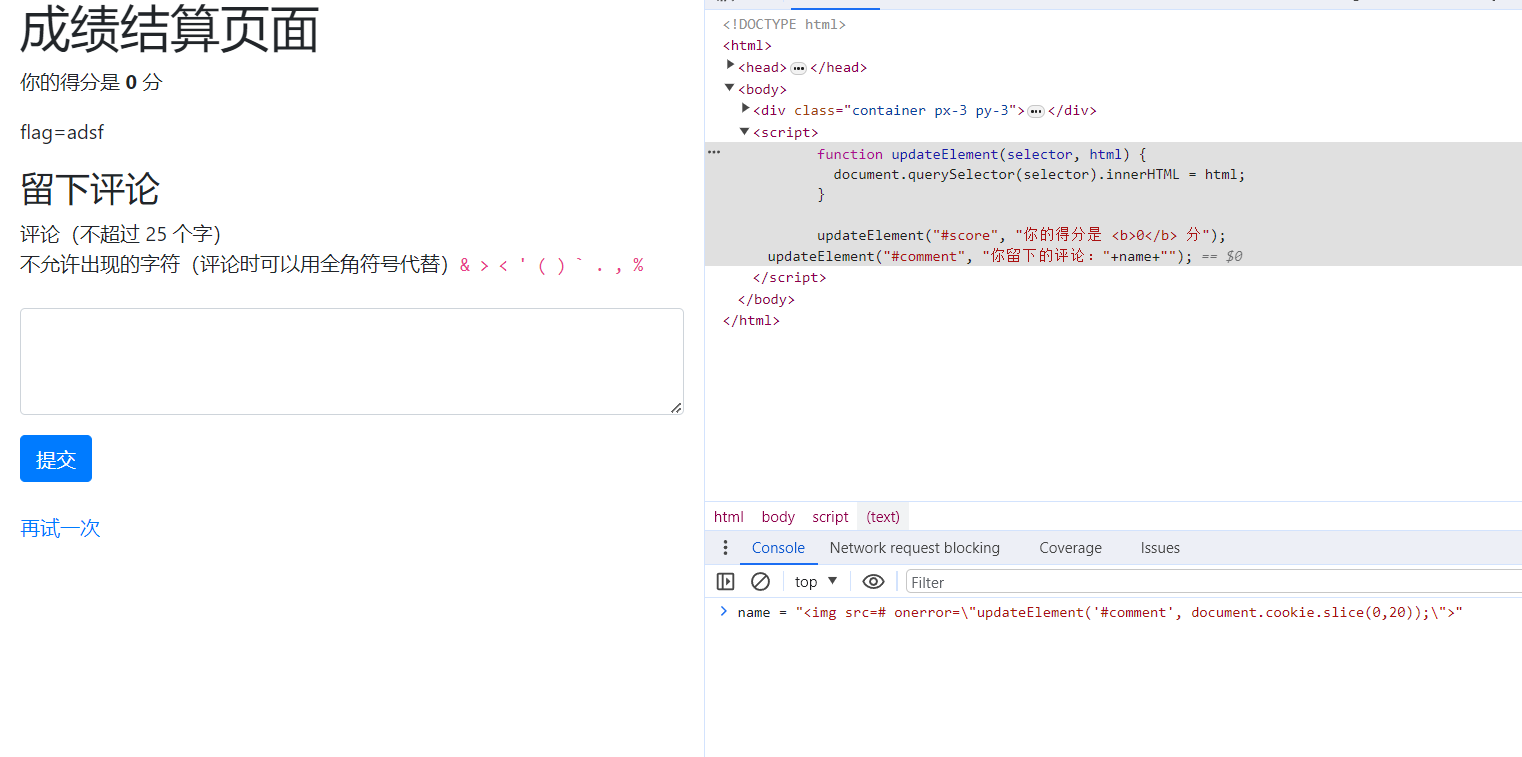 成绩结算页面
你的得分是 0 分
flag=adsf
留下评论
评论（不超过 25 个字）
不允许出现的字符（评论时可以用全角符号代替）& > < ' ( ) ` . , %
提交
再试一次
<!DOCTYPE html>
<html>
<head> ••• </head>
<body>
<div class="container px-3 py-3"> ••• </div>
<script>
function updateElement(selector, html) {
document.querySelector(selector).innerHTML = html;
}
updateElement("#score", "你的得分是 <b>0</b> 分");
updateElement("#comment", "你留下的评论："+name+""); == $0
</script>
</body>
</html>
html body script (text)
Console Network request blocking Coverage Issues
top Filter
> name = "<img src=# onerror=\"updateElement('#comment', document.cookie.slice(0,20));\">"